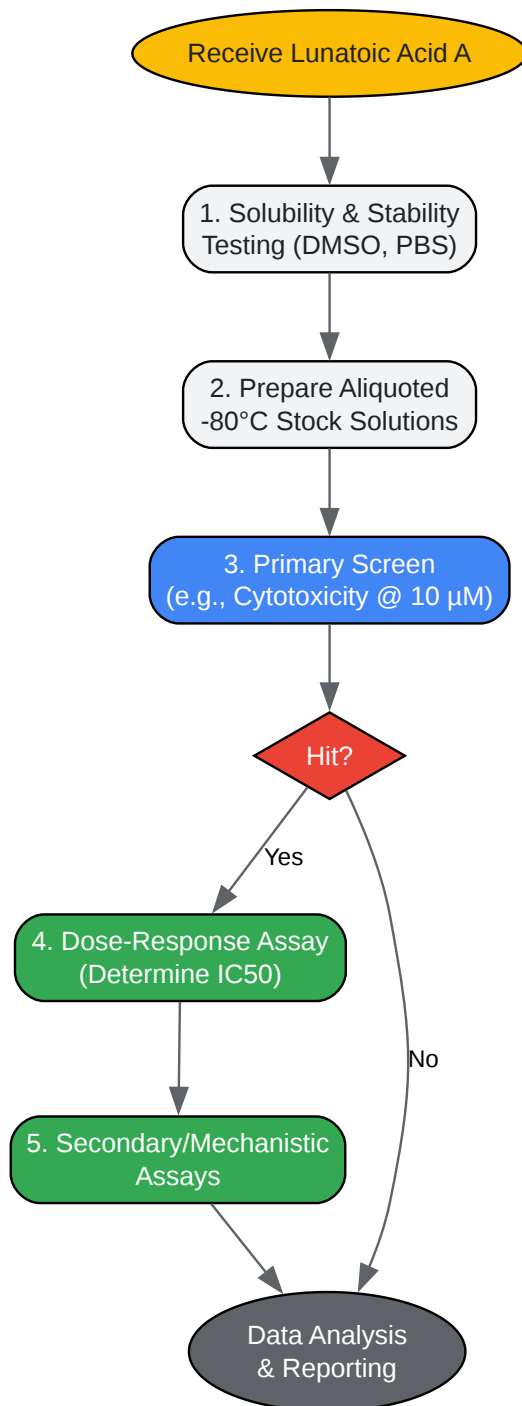 Receive Lunatoic Acid A
1. Solubility & Stability
Testing (DMSO, PBS)
2. Prepare Aliquoted
-80°C Stock Solutions
3. Primary Screen
(e.g., Cytotoxicity @ 10 µM)
Hit?
Yes
4. Dose-Response Assay
(Determine IC50)
No
5. Secondary/Mechanistic
Assays
Data Analysis
& Reporting